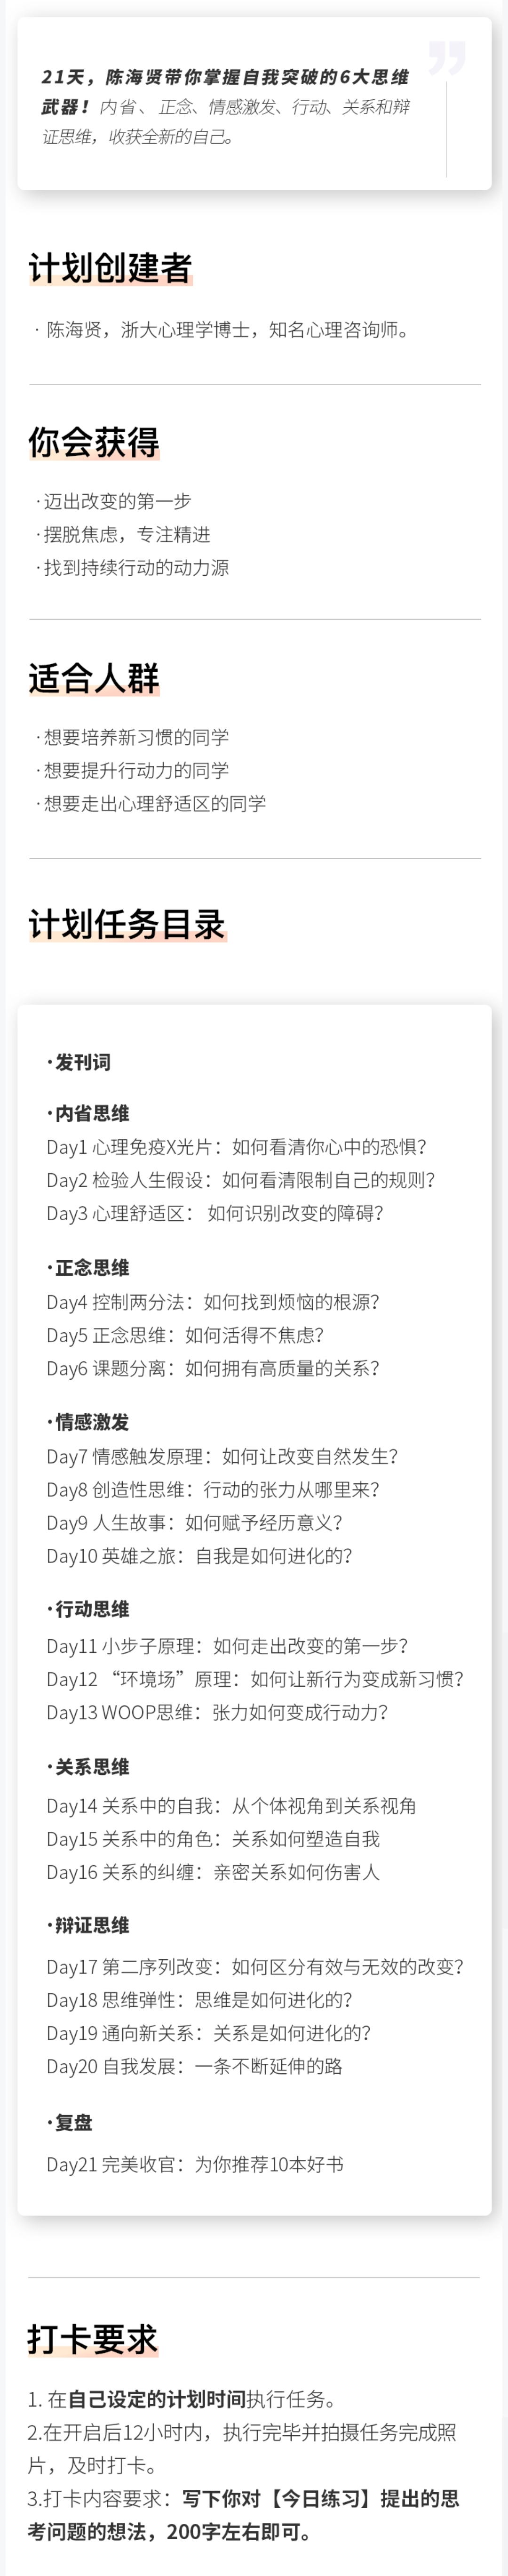 21天，陈海贤带你掌握自我突破的6大思维
武器！内省、正念、情感激发、行动、关系和辩
证思维，收获全新的自己。
计划创建者
· 陈海贤，浙大心理学博士，知名心理咨询师。
你会获得
·迈出改变的第一步
·摆脱焦虑，专注精进
·找到持续行动的动力源
适合人群
·想要培养新习惯的同学
·想要提升行动力的同学
·想要走出心理舒适区的同学
计划任务目录
·发刊词
·内省思维
Day1 心理免疫X光片：如何看清你心中的恐惧？
Day2 检验人生假设：如何看清限制自己的规则？
Day3 心理舒适区： 如何识别改变的障碍？
·正念思维
Day4 控制两分法：如何找到烦恼的根源？
Day5 正念思维：如何活得不焦虑？
Day6 课题分离：如何拥有高质量的关系？
·情感激发
Day7 情感触发原理：如何让改变自然发生？
Day8 创造性思维：行动的张力从哪里来？
Day9 人生故事：如何赋予经历意义？
Day10 英雄之旅：自我是如何进化的？
·行动思维
Day11 小步子原理：如何走出改变的第一步？
Day12 “环境场”原理：如何让新行为变成新习惯？
Day13 WOOP思维：张力如何变成行动力？
·关系思维
Day14 关系中的自我：从个体视角到关系视角
Day15 关系中的角色：关系如何塑造自我
Day16 关系的纠缠：亲密关系如何伤害人
·辩证思维
Day17 第二序列改变：如何区分有效与无效的改变？
Day18 思维弹性：思维是如何进化的？
Day19 通向新关系：关系是如何进化的？
Day20 自我发展：一条不断延伸的路
·复盘
Day21 完美收官：为你推荐10本好书
打卡要求
1. 在自己设定的计划时间执行任务。
2.在开启后12小时内，执行完毕并拍摄任务完成照
片，及时打卡。
3.打卡内容要求：写下你对【今日练习】提出的思
考问题的想法，200字左右即可。